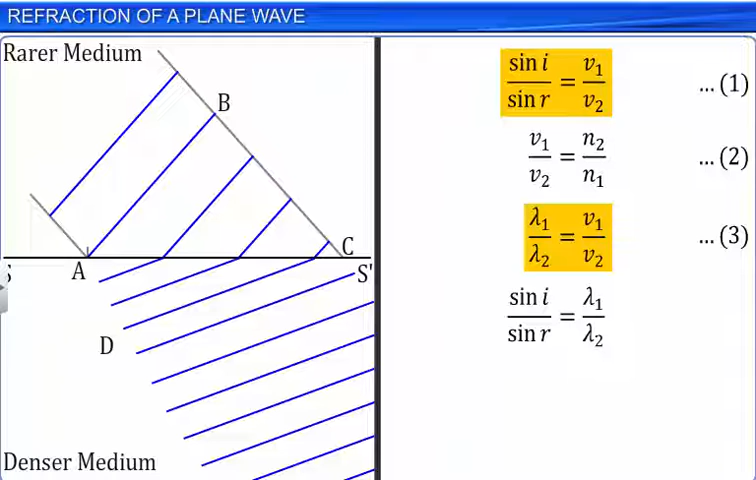 REFRACTION OF A PLANE WAVE
Rarer Medium
B
C
A
S'
D
Denser Medium
sin i / sin r = v₁ / v₂ ...(1)
v₁ / v₂ = n₂ / n₁ ...(2)
λ₁ / λ₂ = v₁ / v₂ ...(3)
sin i / sin r = λ₁ / λ₂